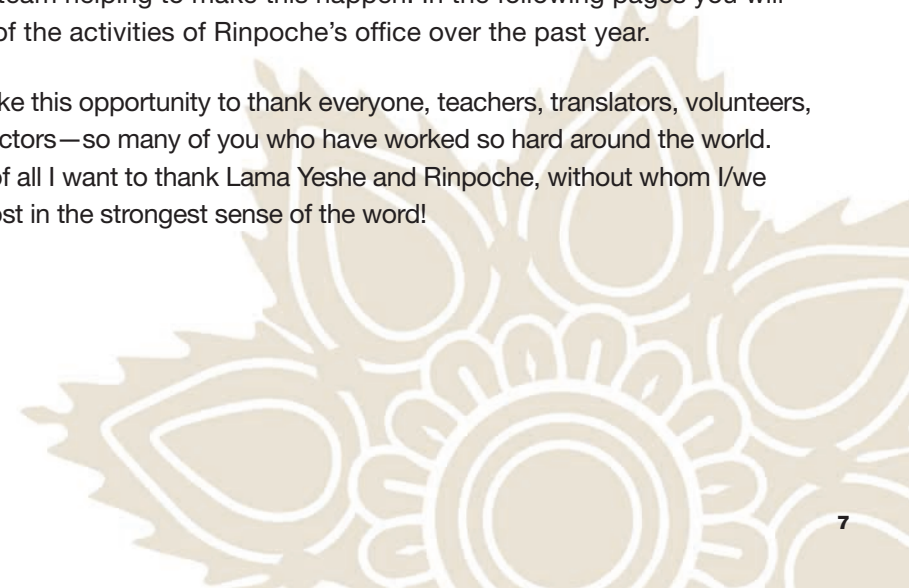 team helping to make this happen. In the following pages you will
of the activities of Rinpoche's office over the past year.
ke this opportunity to thank everyone, teachers, translators, volunteers,
ctors—so many of you who have worked so hard around the world.
of all I want to thank Lama Yeshe and Rinpoche, without whom I/we
ost in the strongest sense of the word!
7